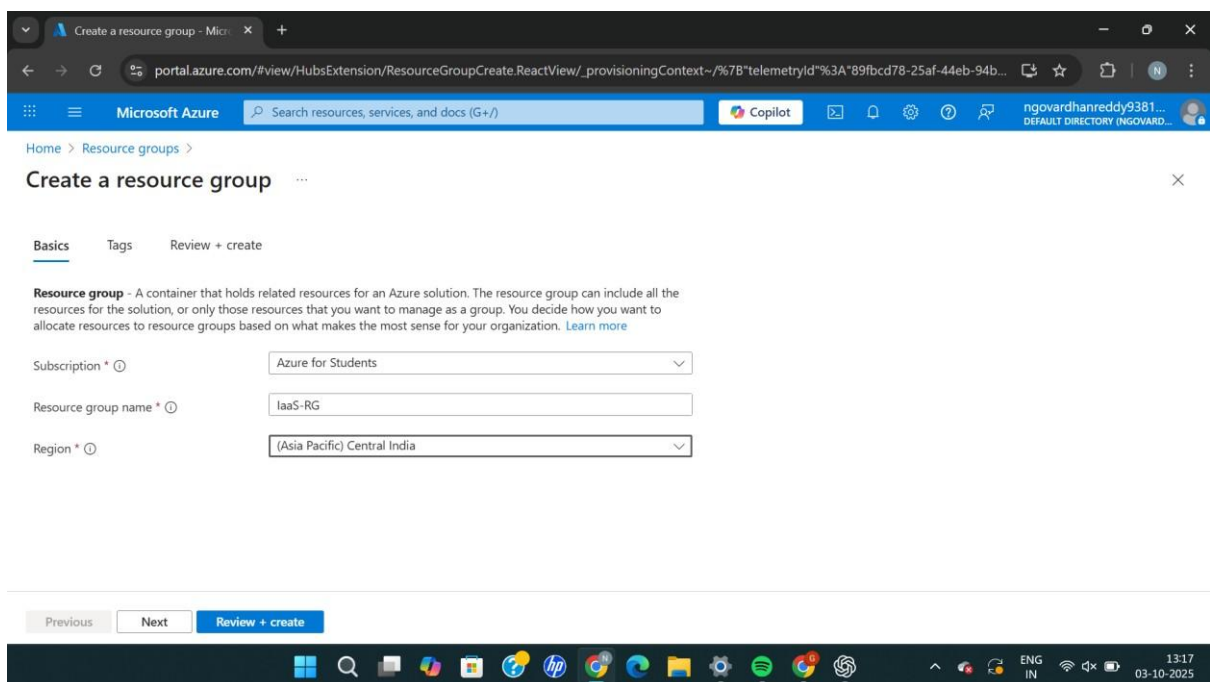 Create a resource group - Micr
portal.azure.com/#view/HubsExtension/ResourceGroupCreate.ReactView/_provisioningContext~/%7B"telemetryId"%3A"89fbcd78-25af-44eb-94b...
N
Microsoft Azure
Search resources, services, and docs (G+/)
Copilot
ngovardhanreddy9381...
DEFAULT DIRECTORY (NGOVARD...
Home > Resource groups >
Create a resource group ...
Basics
Tags
Review + create
Resource group - A container that holds related resources for an Azure solution. The resource group can include all the
resources for the solution, or only those resources that you want to manage as a group. You decide how you want to
allocate resources to resource groups based on what makes the most sense for your organization. Learn more
Subscription *
Azure for Students
Resource group name *
IaaS-RG
Region *
(Asia Pacific) Central India
Previous
Next
Review + create
hp
N
G
ENG
IN
13:17
03-10-2025